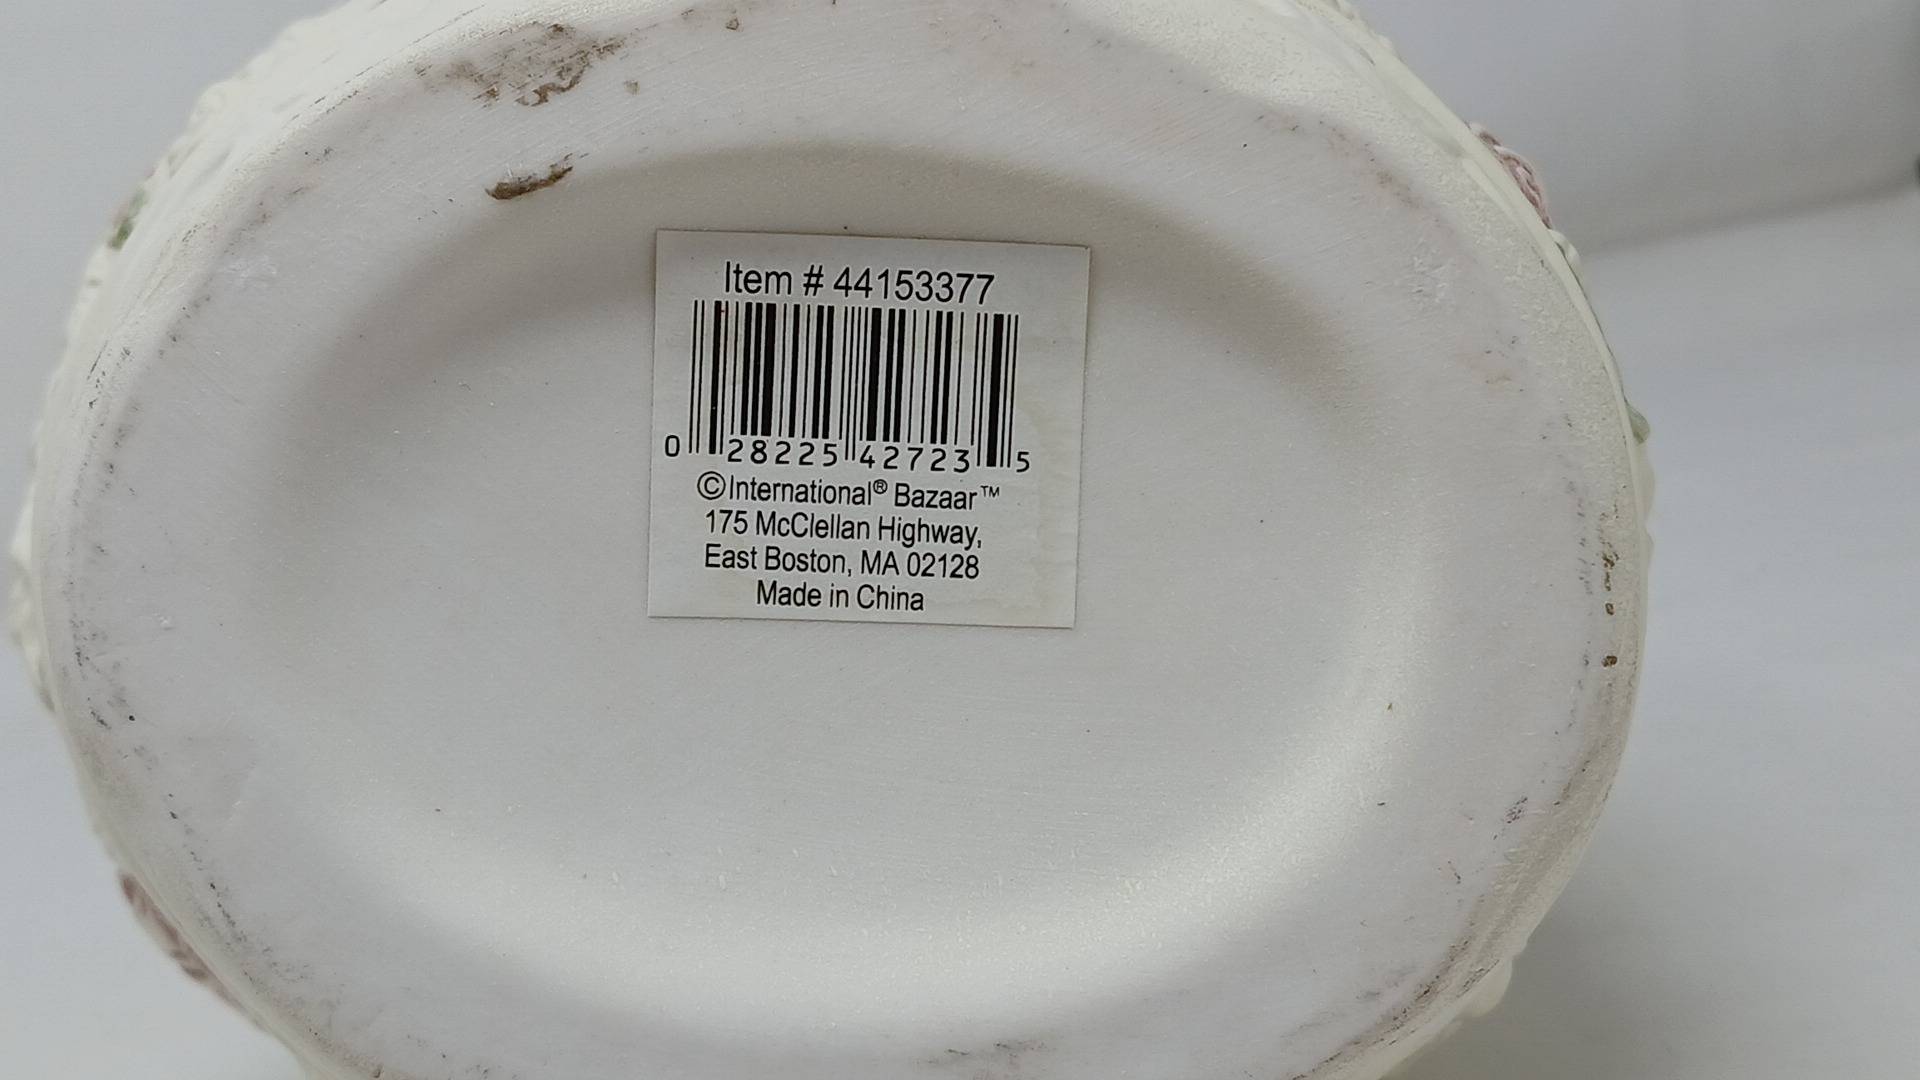 Item # 44153377
0 28225 42723 5
©International® Bazaar™
175 McClellan Highway,
East Boston, MA 02128
Made in China